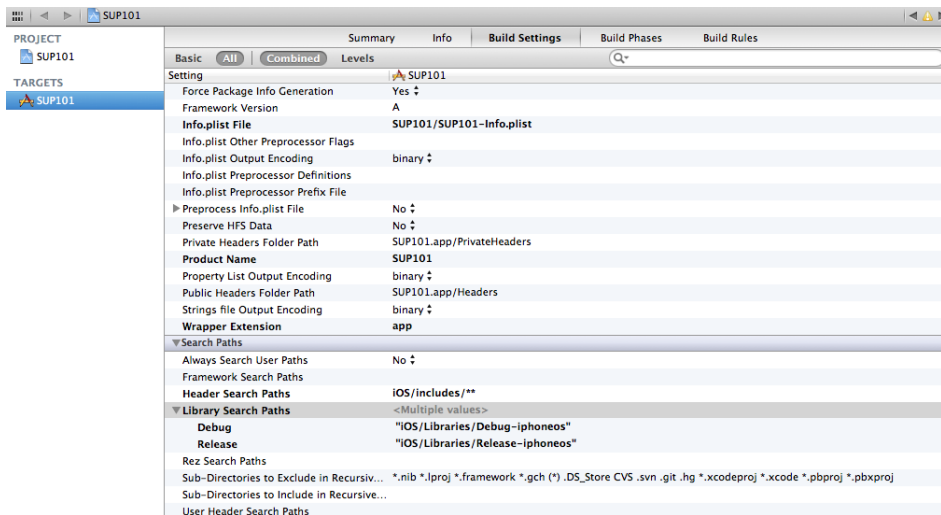 SUP101
PROJECT
SUP101
TARGETS
SUP101
Summary Info Build Settings Build Phases Build Rules
Basic All Combined Levels
Setting SUP101
Force Package Info Generation Yes
Framework Version A
Info.plist File SUP101/SUP101-Info.plist
Info.plist Other Preprocessor Flags
Info.plist Output Encoding binary
Info.plist Preprocessor Definitions
Info.plist Preprocessor Prefix File
Preprocess Info.plist File No
Preserve HFS Data No
Private Headers Folder Path SUP101.app/PrivateHeaders
Product Name SUP101
Property List Output Encoding binary
Public Headers Folder Path SUP101.app/Headers
Strings file Output Encoding binary
Wrapper Extension app
Search Paths
Always Search User Paths No
Framework Search Paths
Header Search Paths iOS/includes/**
Library Search Paths <Multiple values>
Debug "iOS/Libraries/Debug-iphoneos"
Release "iOS/Libraries/Release-iphoneos"
Rez Search Paths
Sub-Directories to Exclude in Recursiv... *.nib *.lproj *.framework *.gch (*) .DS_Store CVS .svn .git .hg *.xcodeproj *.xcode *.pbproj *.pbxproj
Sub-Directories to Include in Recursive...
User Header Search Paths